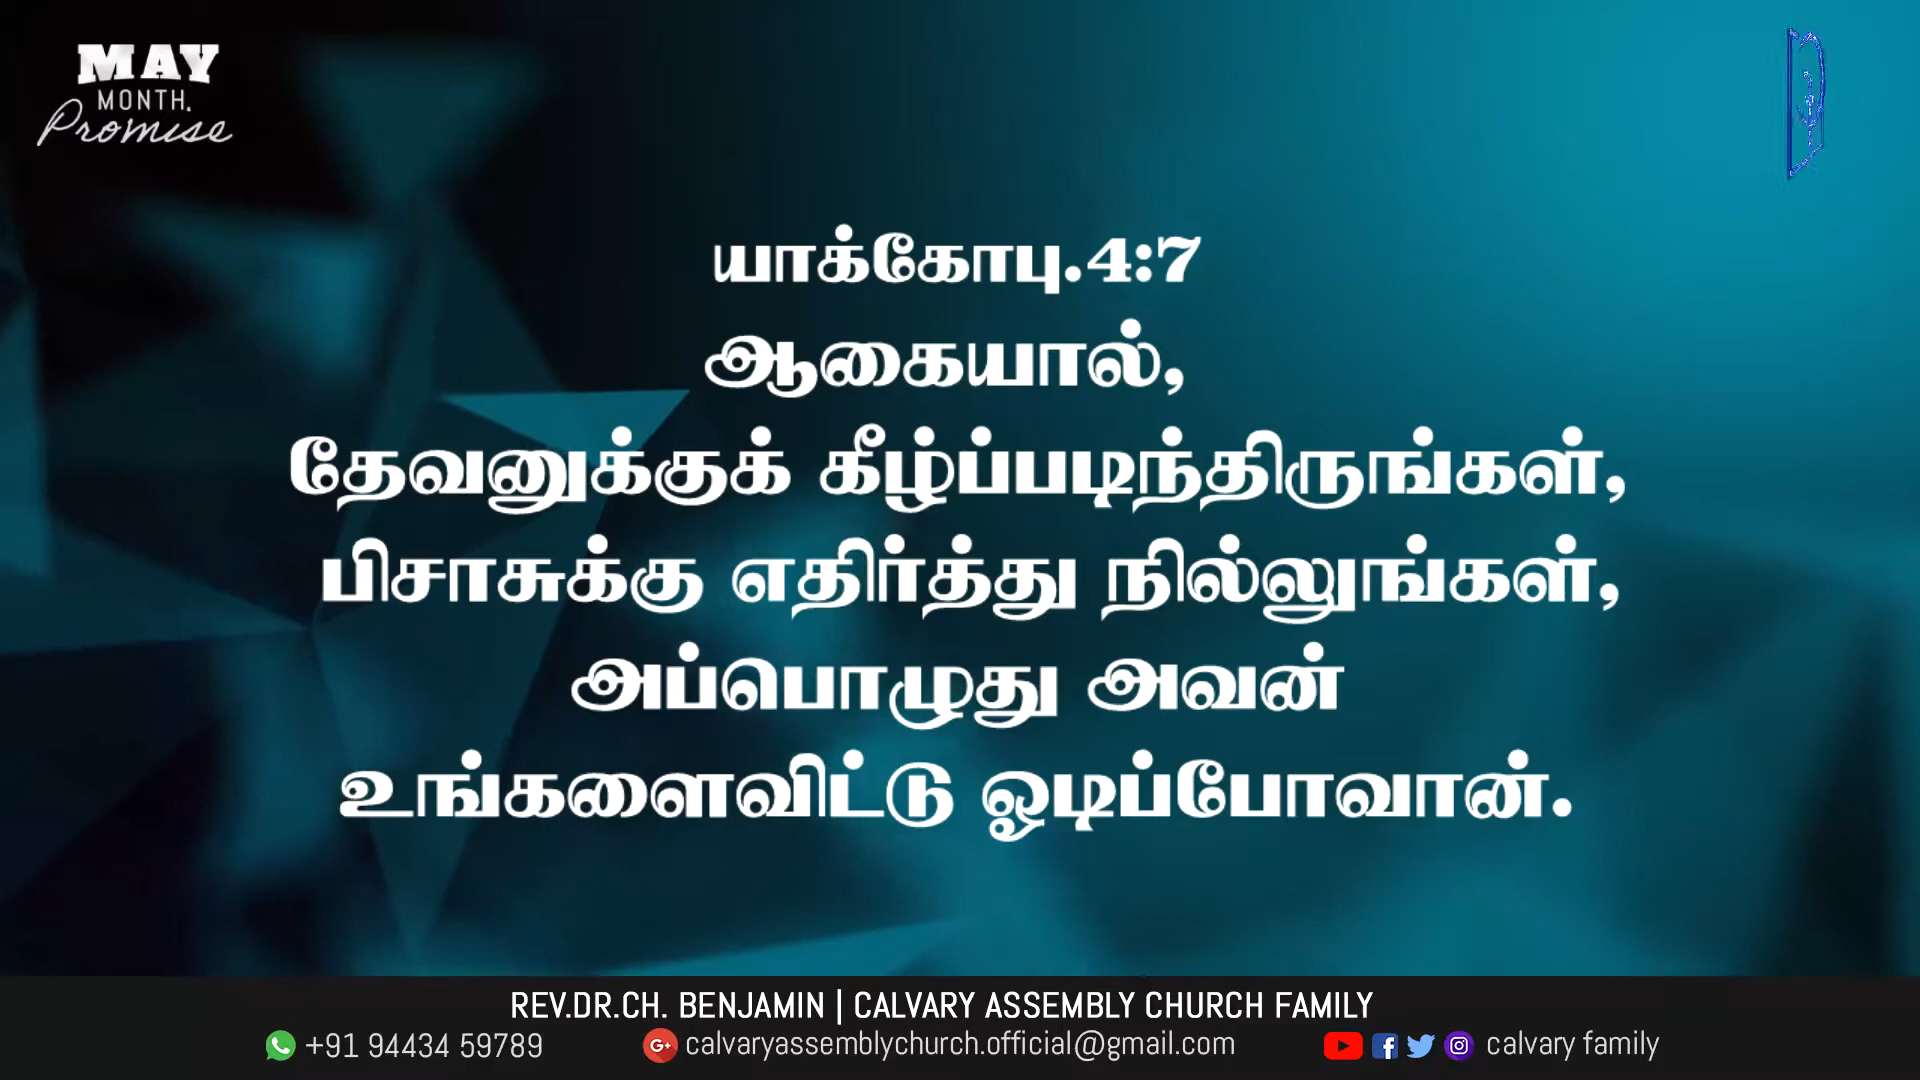 MAY
MONTH.
Promise
யாக்கோபு.4:7
ஆகையால்,
தேவனுக்குக் கீழ்ப்படிந்திருங்கள்,
பிசாசுக்கு எதிர்த்து நில்லுங்கள்,
அப்பொழுது அவன்
உங்களைவிட்டு ஓடிப்போவான்.
REV.DR.CH. BENJAMIN | CALVARY ASSEMBLY CHURCH FAMILY
+91 94434 59789 G+ calvaryassemblychurch.official@gmail.com calvary family